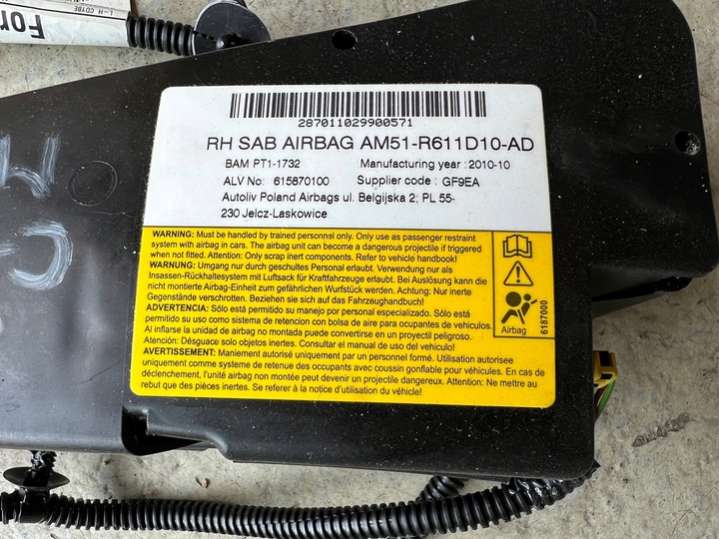 L-H CD1BE
For
287011029900571
RH SAB AIRBAG AM51-R611D10-AD
BAM PT1-1732 Manufacturing year : 2010-10
ALV No: 615870100 Supplier code : GF9EA
Autoliv Poland Airbags ul. Belgijska 2; PL 55-
230 Jelcz-Laskowice
WARNING: Must be handled by trained personnel only. Only use as passenger restraint
system with airbag in cars. The airbag unit can become a dangerous projectile if triggered
when not fitted. Attention: Only scrap inert components. Refer to vehicle handbook!
WARNUNG: Umgang nur durch geschultes Personal erlaubt. Verwendung nur als
Insassen-Rückhaltesystem mit Luftsack für Kraftfahrzeuge erlaubt. Bei Auslösung kann die
nicht montierte Airbag-Einheit zum gefährlichen Wurfstück werden. Achtung: Nur inerte
Gegenstände verschrotten. Beziehen sie sich auf das Fahrzeughandbuch!
ADVERTENCIA: Sólo está permitido su manejo por personal especializado. Sólo está
permitido su uso como sistema de retencion con bolsa de aire para ocupantes de vehículos.
Al inflarse la unidad de airbag no montada puede convertirse en un proyectil peligroso.
Atención: Désguace solo objetos inertes. Consultar el manual de uso del vehículo!
AVERTISSEMENT: Maniement autorisé uniquement par un personnel formé. Utilisation autorisee
uniquement comme systeme de retenue des occupants avec coussin gonflable pour véhicules. En cas de
déclenchement, l'unité airbag non montée peut devenir un projectile dangereux. Attention: Ne mettre au
rebut que des pièces inertes. Se referer à la notice d'utilisation du véhicule!
Airbag
6187000